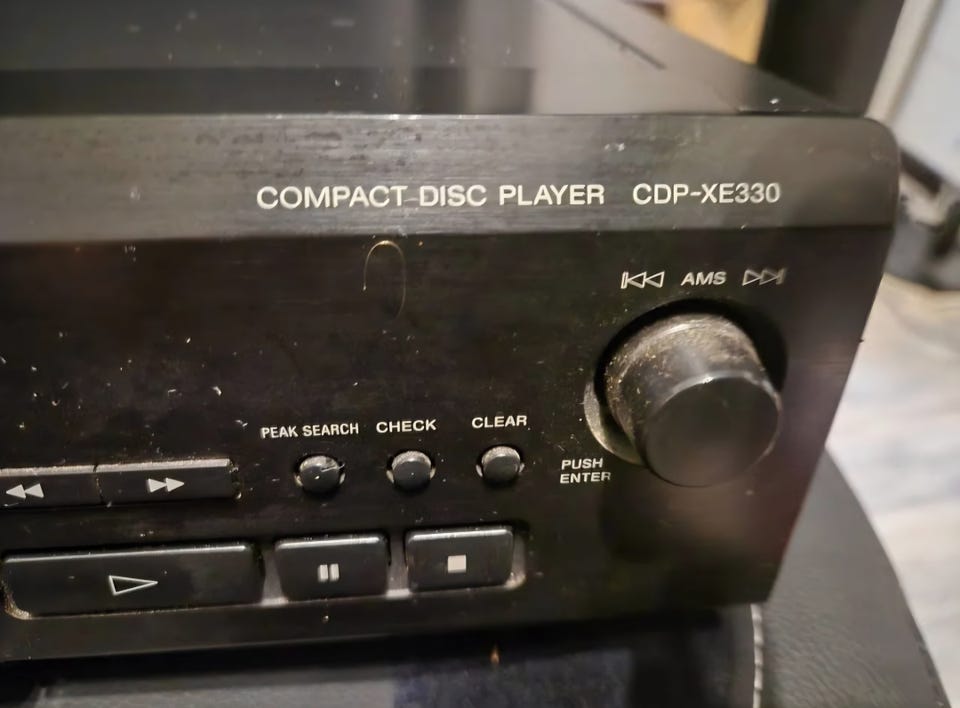 COMPACT DISC PLAYER CDP-XE330
AMS
PEAK SEARCH CHECK CLEAR
PUSH
ENTER